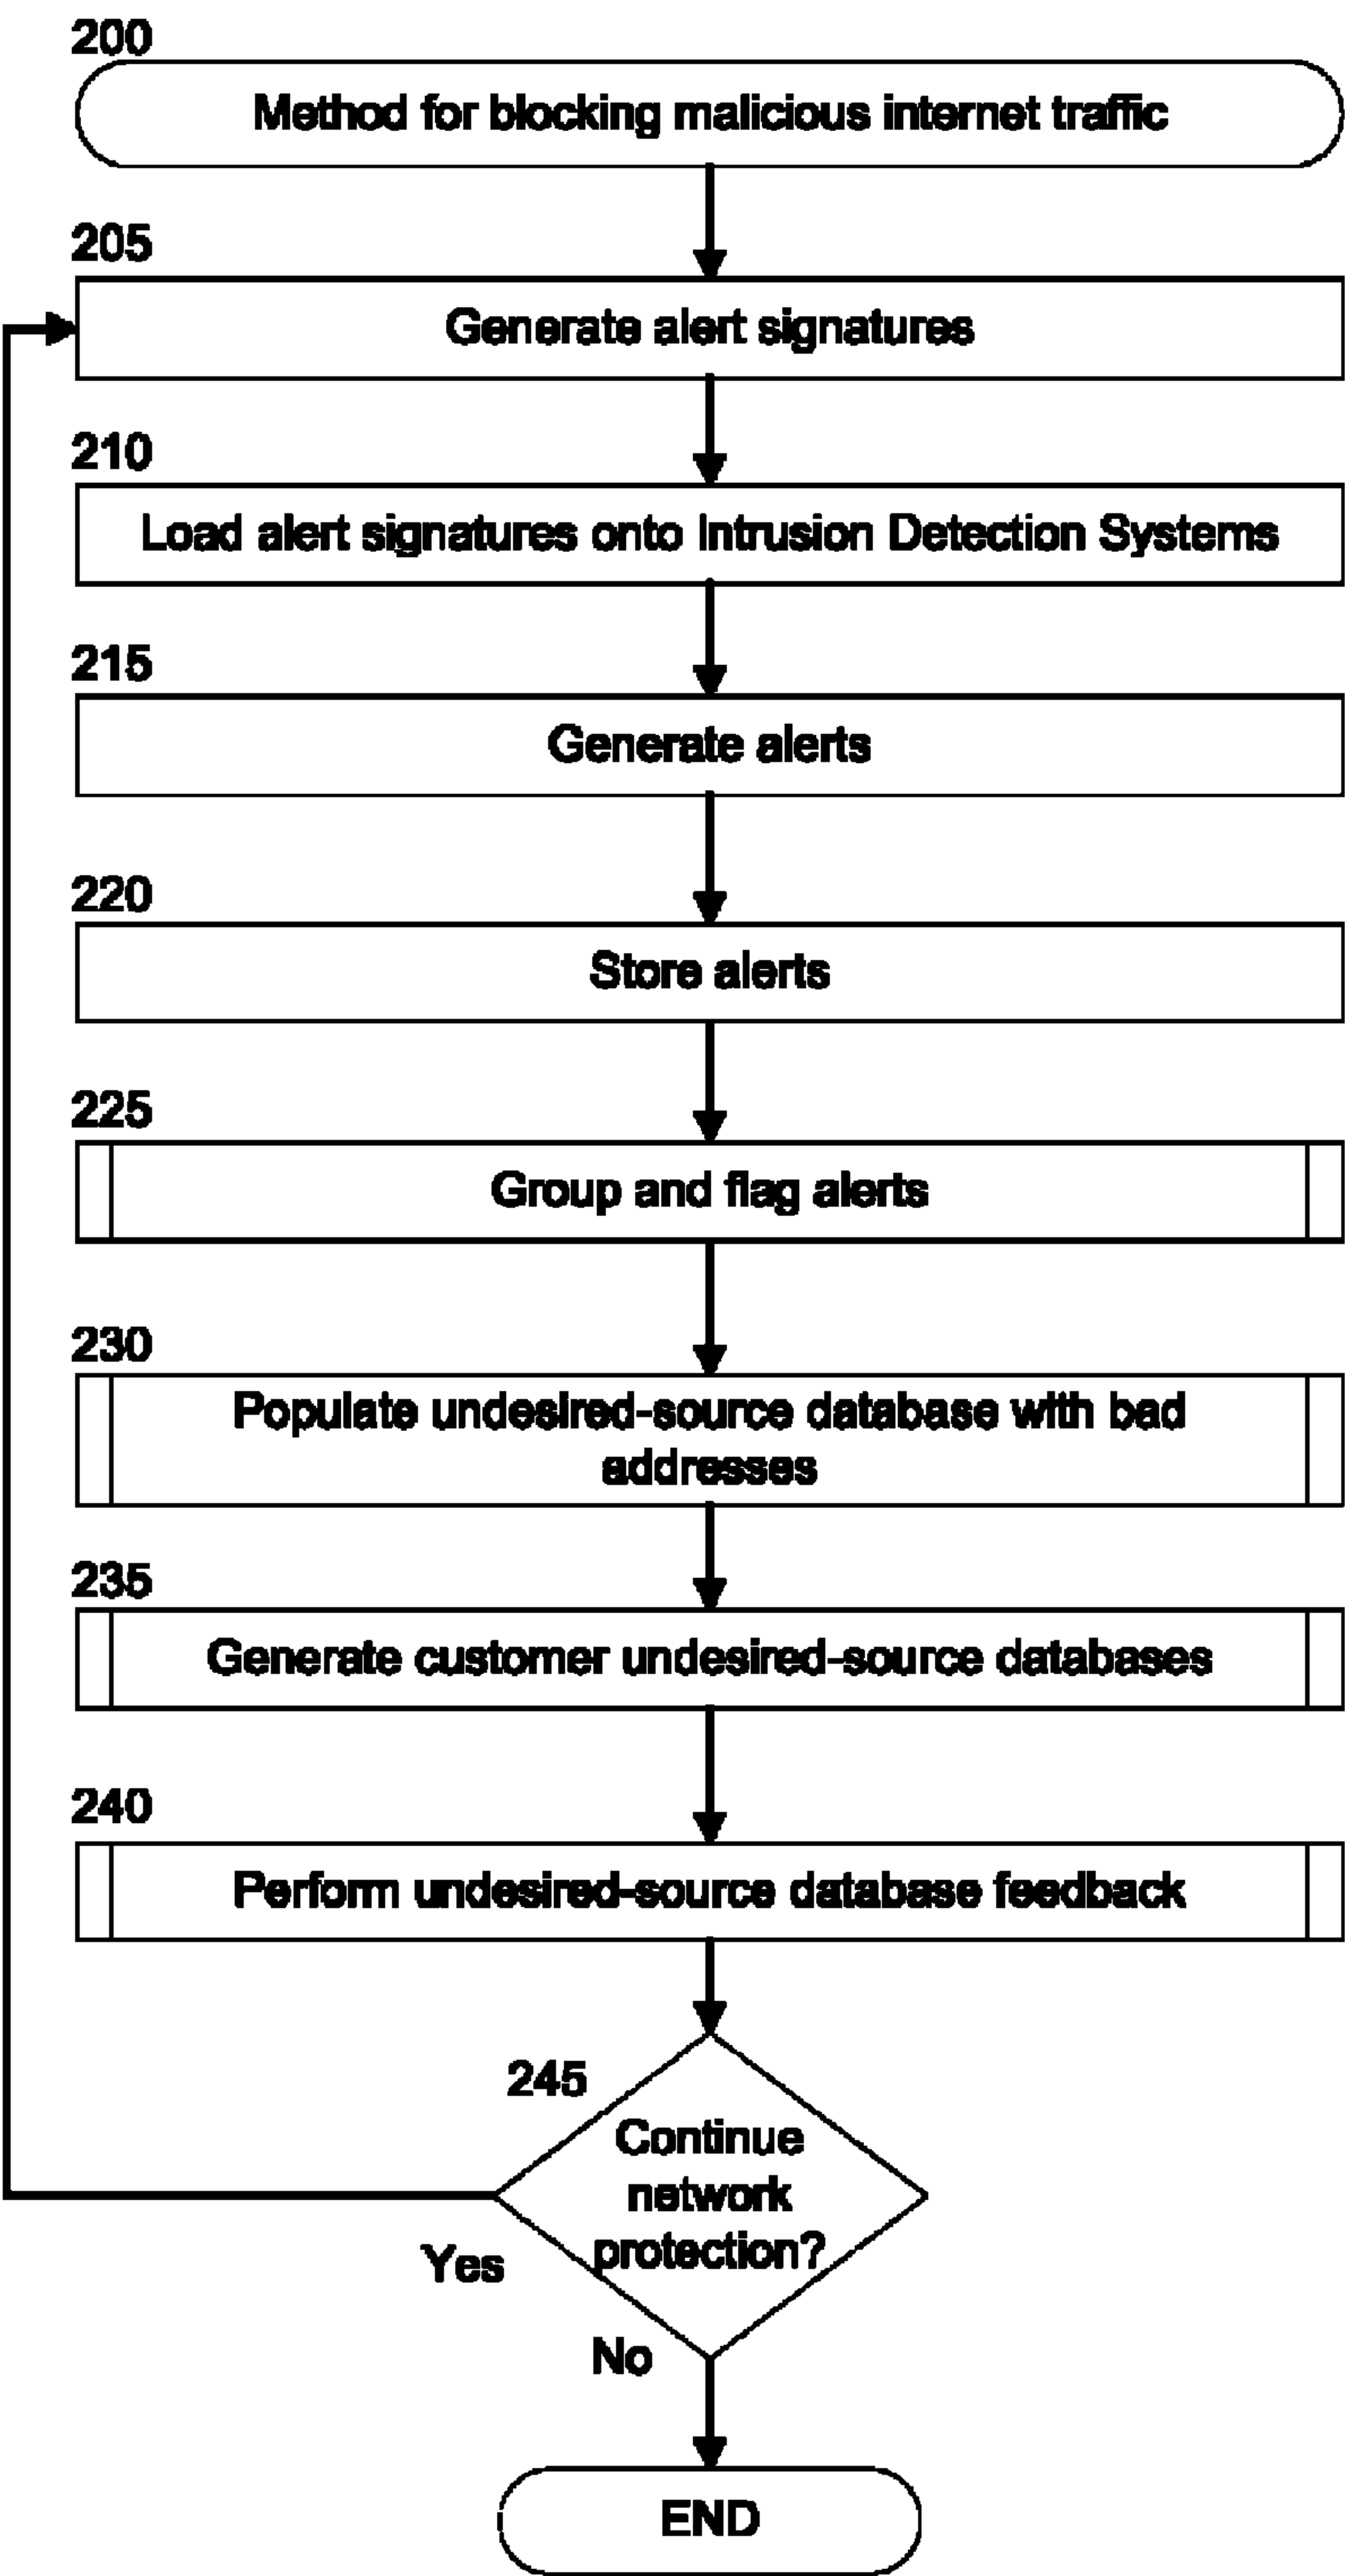 200
Method for blocking malicious internet traffic
205
Generate alert signatures
210
Load alert signatures onto Intrusion Detection Systems
215
Generate alerts
220
Store alerts
225
Group and flag alerts
230
Populate undesired-source database with bad
addresses
235
Generate customer undesired-source databases
240
Perform undesired-source database feedback
245
Continue
network
protection?
Yes
No
END